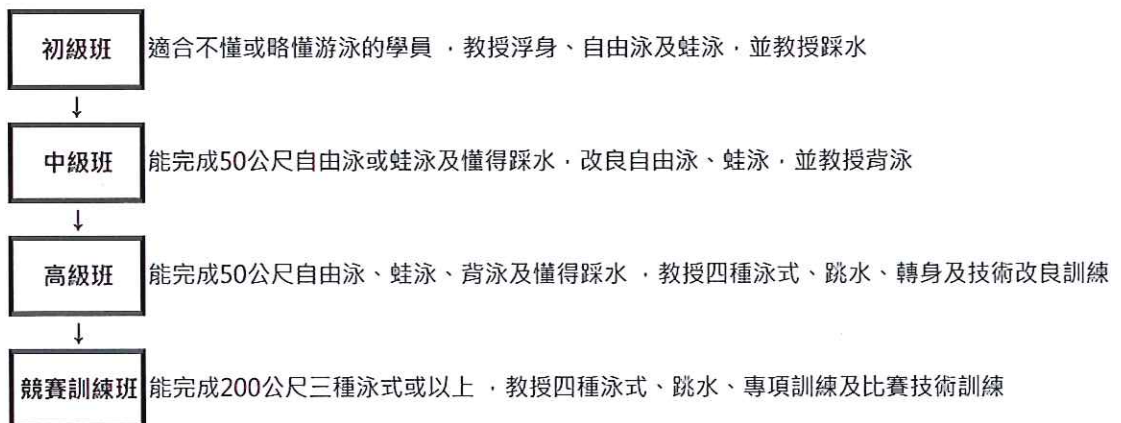 初級班 適合不懂或略懂游泳的學員，教授浮身、自由泳及蛙泳，並教授踩水
↓
中級班 能完成50公尺自由泳或蛙泳及懂得踩水，改良自由泳、蛙泳，並教授背泳
↓
高級班 能完成50公尺自由泳、蛙泳、背泳及懂得踩水，教授四種泳式、跳水、轉身及技術改良訓練
↓
競賽訓練班 能完成200公尺三種泳式或以上，教授四種泳式、跳水、專項訓練及比賽技術訓練